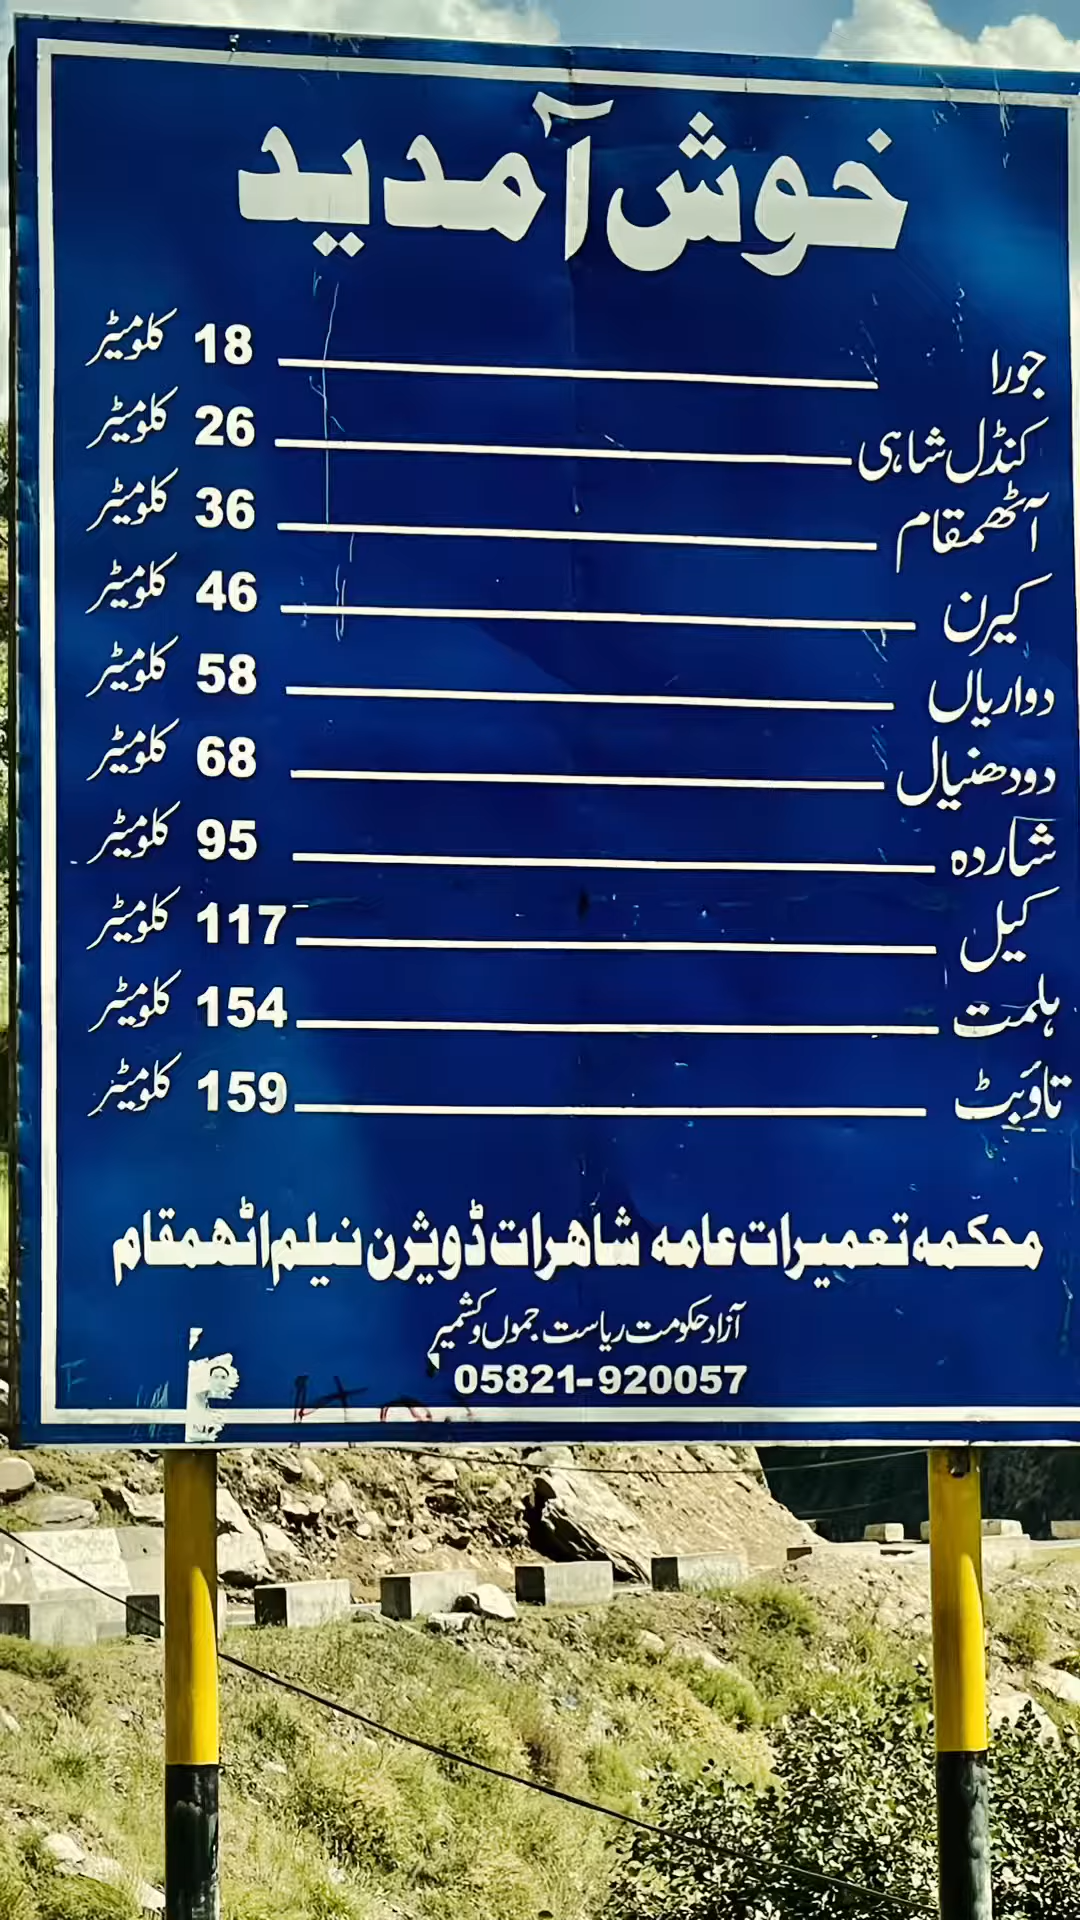 خوش آمدید
جورا 18 کلومیٹر
کنڈل شاہی 26 کلومیٹر
آٹھمقام 36 کلومیٹر
کیرن 46 کلومیٹر
دواریاں 58 کلومیٹر
دودھنیال 68 کلومیٹر
شاردہ 95 کلومیٹر
کیل 117 کلومیٹر
ہلمت 154 کلومیٹر
تاؤبٹ 159 کلومیٹر
محکمہ تعمیرات عامہ شاہرات ڈویژن نیلم اٹھمقام
آزاد حکومت ریاست جموں و کشمیر
05821-920057